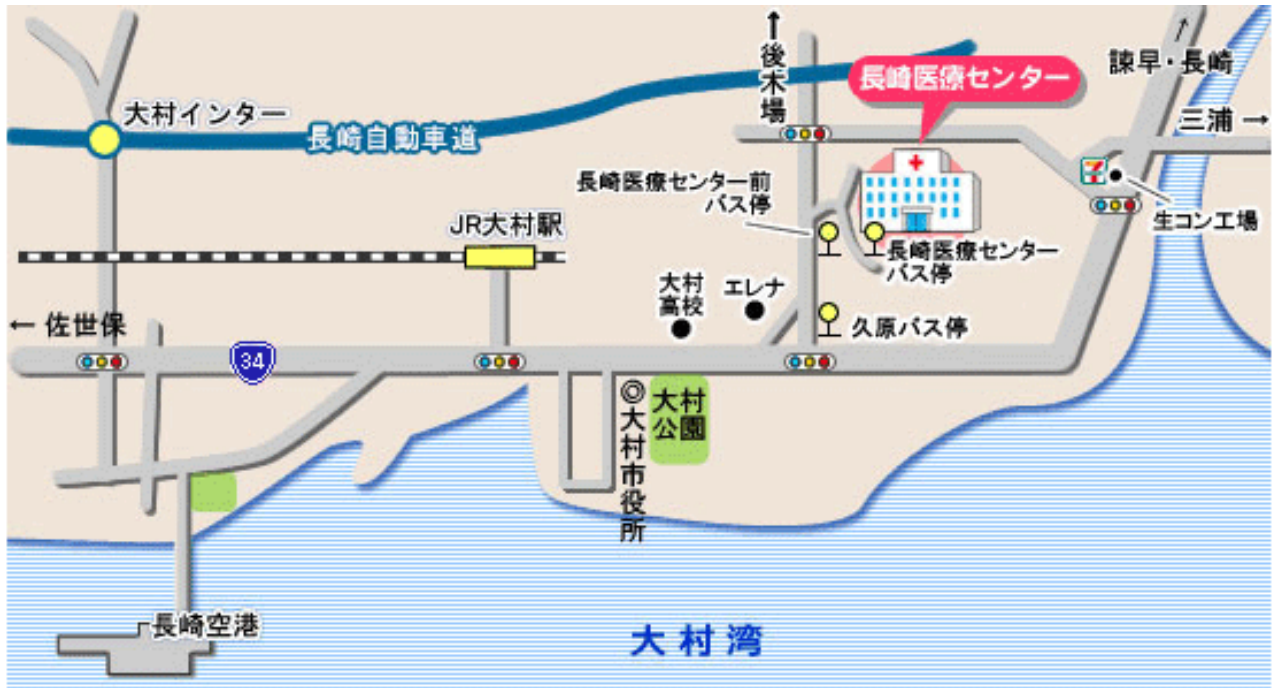 ↑
後
木
場
長崎医療センター
諫早・長崎
↑
三浦 →
大村インター
長崎自動車道
長崎医療センター前
バス停
7
生コン工場
JR大村駅
長崎医療センター
バス停
大村
高校
エレナ
久原バス停
← 佐世保
34
◎
大
村
市
役
所
大村
公園
長崎空港
大村湾